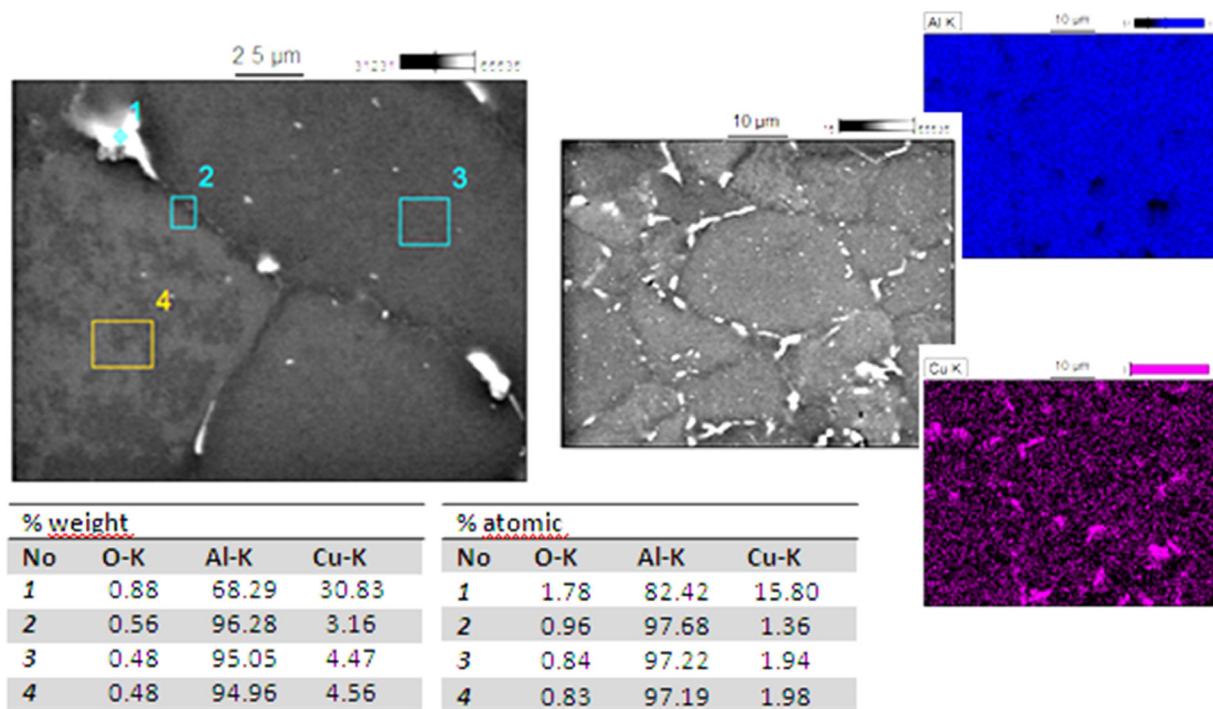 2.5 µm
1
2
3
4
10 µm
Al K
10 µm
Cu K
10 µm
% weight
No O-K Al-K Cu-K
1 0.88 68.29 30.83
2 0.56 96.28 3.16
3 0.48 95.05 4.47
4 0.48 94.96 4.56
% atomic
No O-K Al-K Cu-K
1 1.78 82.42 15.80
2 0.96 97.68 1.36
3 0.84 97.22 1.94
4 0.83 97.19 1.98